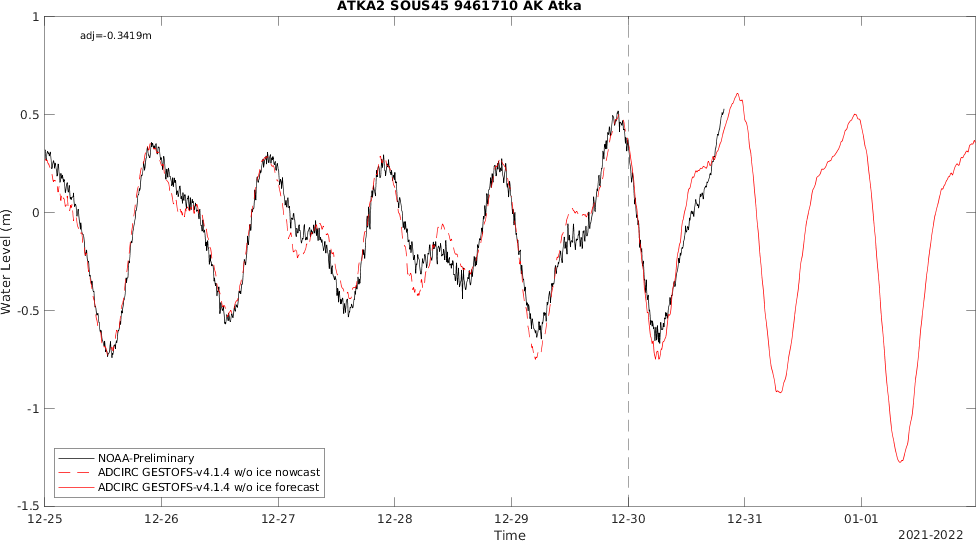 ATKA2 SOUS45 9461710 AK Atka
adj=-0.3419m
1
0.5
0
-0.5
-1
-1.5
Water Level (m)
NOAA-Preliminary
ADCIRC GESTOFS-v4.1.4 w/o ice nowcast
ADCIRC GESTOFS-v4.1.4 w/o ice forecast
12-25 12-26 12-27 12-28 12-29 12-30 12-31 01-01
Time
2021-2022